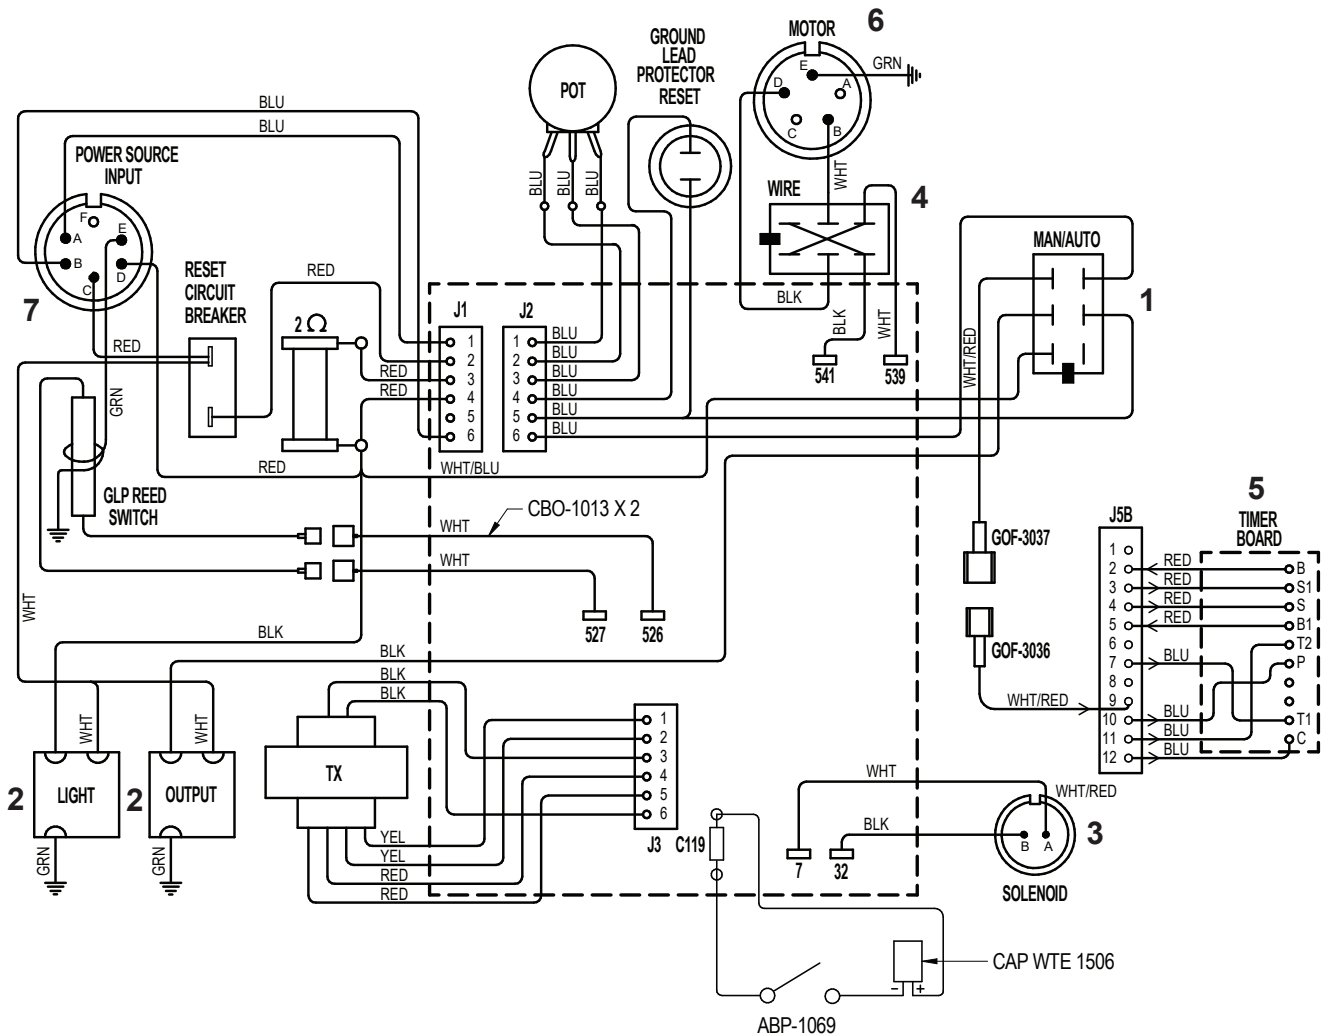 MOTOR
6
GROUND
LEAD
PROTECTOR
RESET
POT
E
GRN
D
A
C
B
BLU
BLU
POWER SOURCE
INPUT
F
A
E
B
D
C
7
RESET
CIRCUIT
BREAKER
RED
BLU
BLU
BLU
WHT
WIRE
4
MAN/AUTO
1
BLK
BLK
WHT
541
539
WHT/RED
2 Ω
J1
J2
1
2
3
4
5
6
1
2
3
4
5
6
BLU
BLU
BLU
BLU
BLU
BLU
RED
RED
RED
GRN
RED
WHT/BLU
GLP REED
SWITCH
CBO-1013 X 2
WHT
WHT
527
526
WHT
BLK
BLK
BLK
BLK
GOF-3037
GOF-3036
WHT/RED
5
TIMER
BOARD
J5B
1
2
3
4
5
6
7
8
9
10
11
12
RED
RED
RED
RED
BLU
BLU
BLU
BLU
B
S1
S
B1
T2
P
T1
C
WHT
WHT
2
LIGHT
2
OUTPUT
GRN
GRN
TX
YEL
YEL
RED
RED
1
2
3
4
5
6
J3
C119
WHT
WHT/RED
BLK
7
32
B
A
3
SOLENOID
CAP WTE 1506
- +
ABP-1069